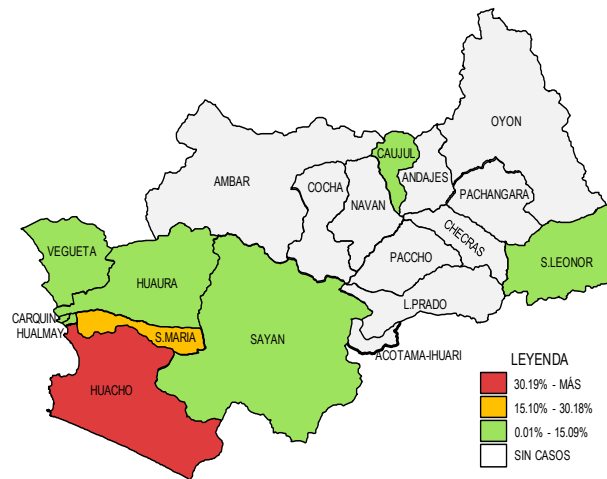 OYON
CAUJUL
ANDAJES
AMBAR
COCHA
NAVAN
PACHANGARA
CHECRAS
VEGUETA
HUAURA
PACCHO
S.LEONOR
L.PRADO
CARQUIN
HUALMAY
S.MARIA
SAYAN
ACOTAMA-IHUARI
HUACHO
LEYENDA
30.19% - MÁS
15.10% - 30.18%
0.01% - 15.09%
SIN CASOS